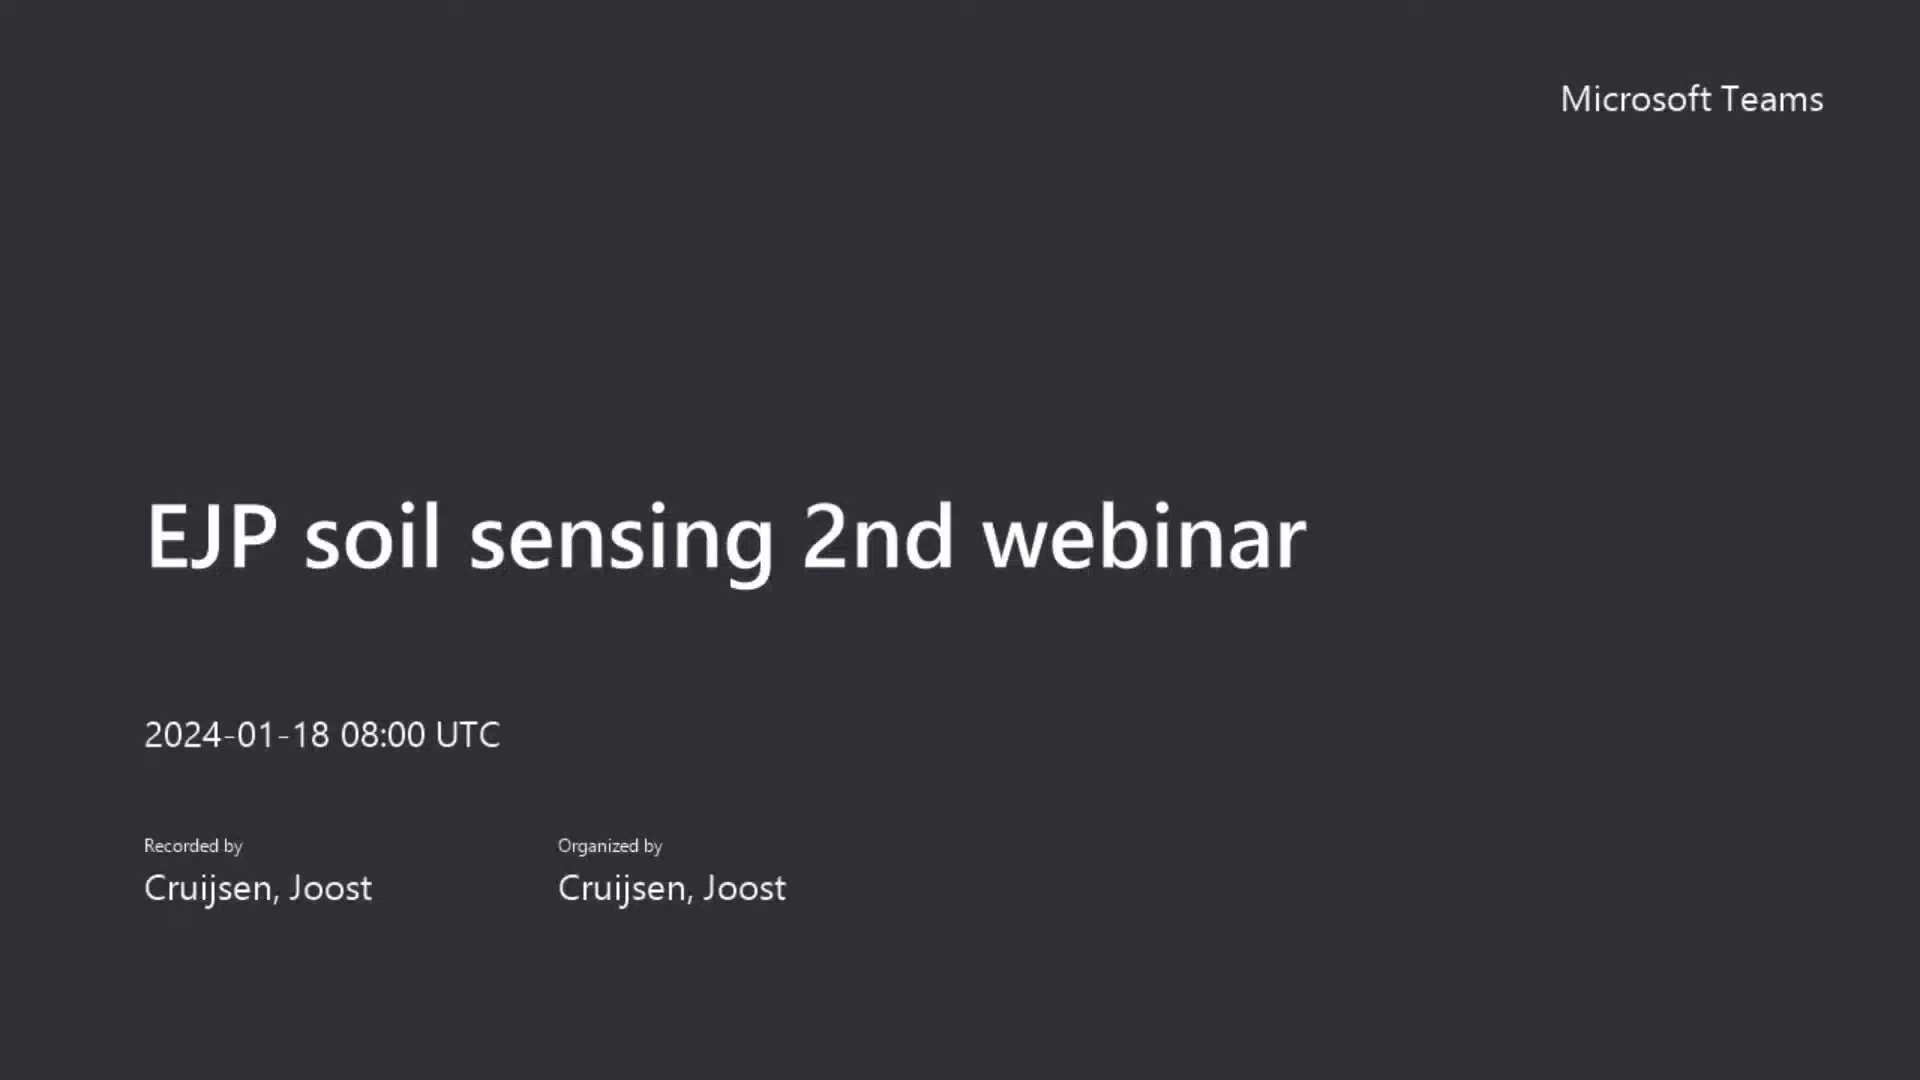 Microsoft Teams
EJP soil sensing 2nd webinar
2024-01-18 08:00 UTC
Recorded by
Cruijsen, Joost
Organized by
Cruijsen, Joost